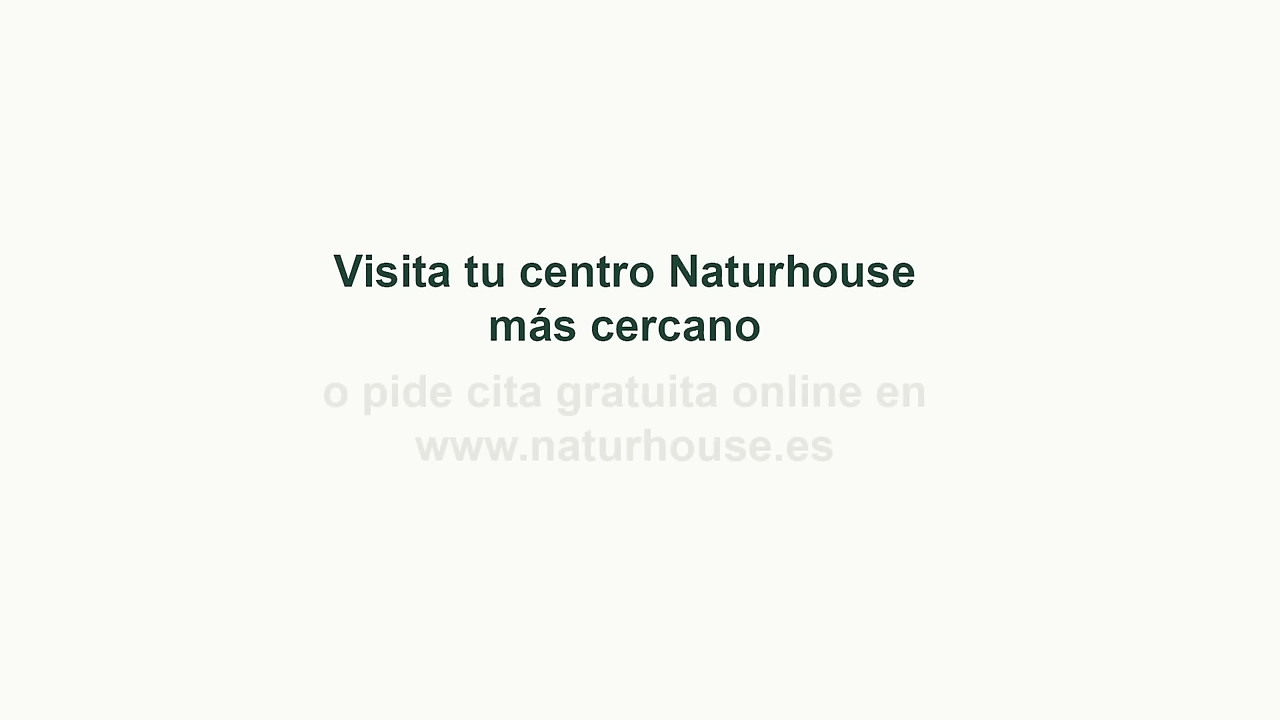 Visita tu centro Naturhouse
más cercano
o pide cita gratuita online en
www.naturhouse.es